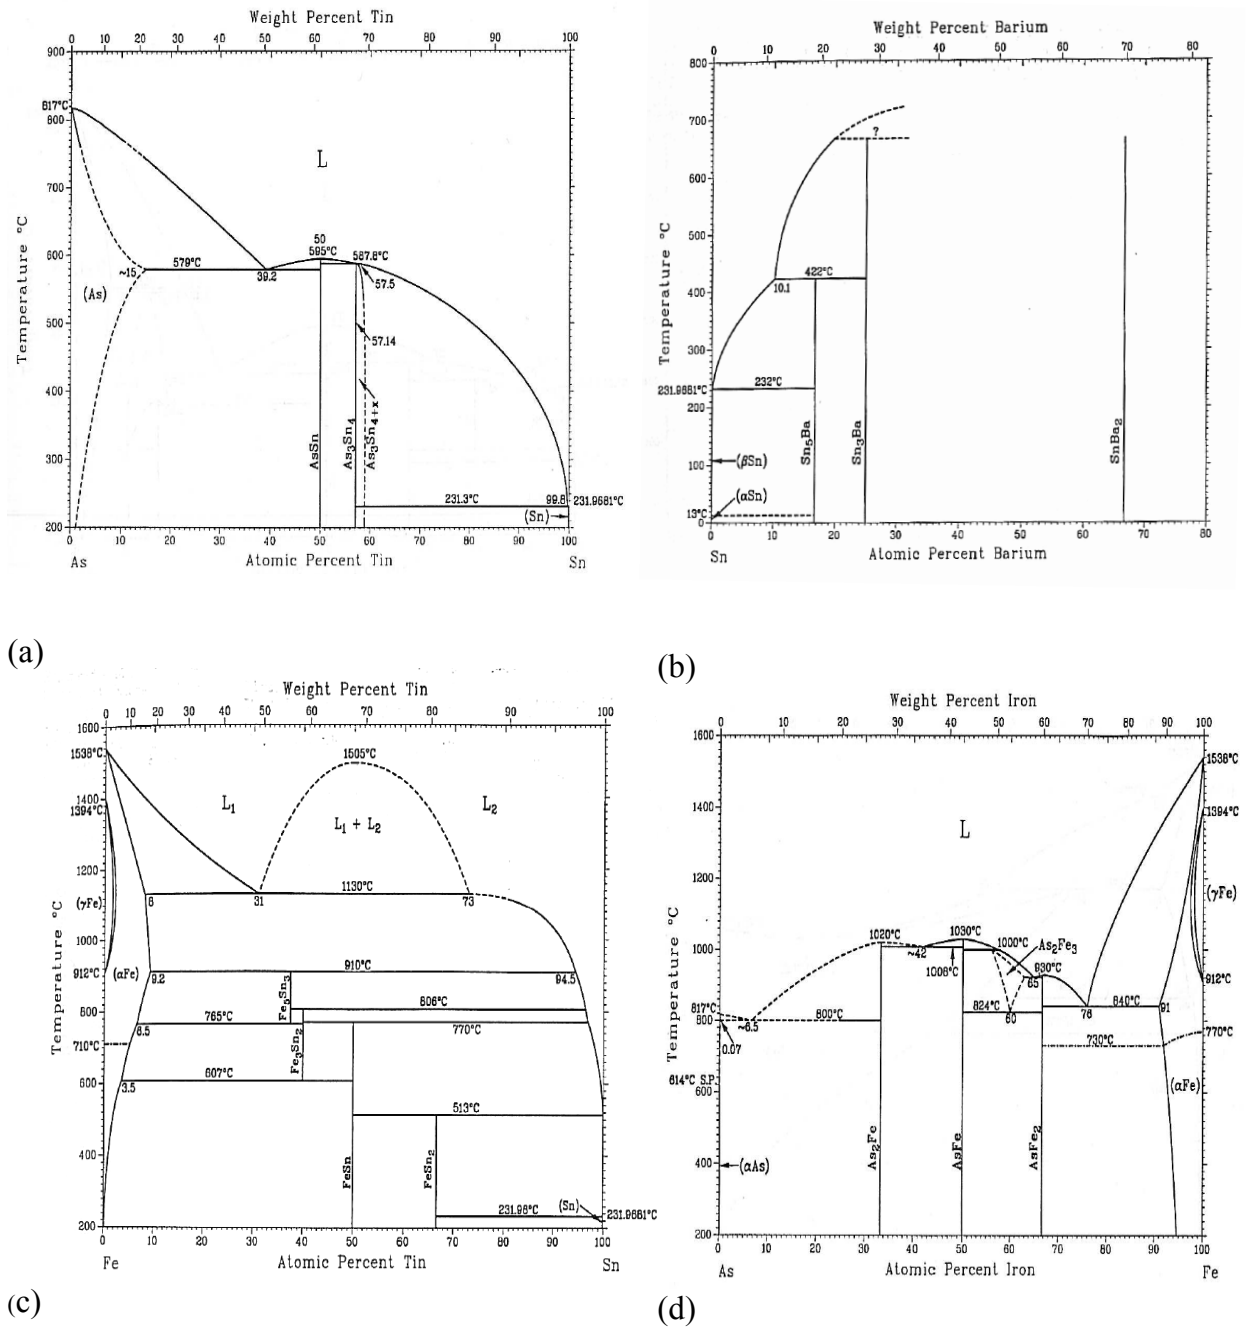 Weight Percent Tin
0 10 20 30 40 50 60 70 80 90 100
900
817°C
800
700
600
500
400
300
200
Temperature °C
L
50
595°C
587.8°C
579°C
~15
39.2
57.5
(As)
57.14
AsSn
As3Sn4
As3Sn4+x
231.3°C
99.8
231.9681°C
(Sn)
0 10 20 30 40 50 60 70 80 90 100
As
Atomic Percent Tin
Sn
(a)
Weight Percent Barium
0 10 20 30 40 50 60 70 80
800
700
600
500
400
300
200
100
0
Temperature °C
?
422°C
10.1
232°C
231.9681°C
(βSn)
(αSn)
13°C
Sn5Ba
Sn3Ba
SnBa2
0 10 20 30 40 50 60 70 80
Sn
Atomic Percent Barium
(b)
Weight Percent Tin
0 10 20 30 40 50 60 70 80 90 100
1600
1538°C
1400
1394°C
1200
(γFe)
1000
912°C
800
710°C
600
400
200
Temperature °C
1505°C
L1
L2
L1 + L2
1130°C
31
73
(αFe)
910°C
9.2
94.5
Fe5Sn3
806°C
765°C
770°C
Fe3Sn2
607°C
3.5
513°C
FeSn
FeSn2
231.98°C
(Sn)
231.9681°C
0 10 20 30 40 50 60 70 80 90 100
Fe
Atomic Percent Tin
Sn
(c)
Weight Percent Iron
0 10 20 30 40 50 60 70 80 90 100
1600
1400
1200
1000
817°C
800
614°C S.P.
600
400
200
Temperature °C
L
1538°C
1394°C
(γFe)
912°C
770°C
(αFe)
1020°C
1030°C
1000°C
As2Fe3
~42
1008°C
930°C
65
824°C
60
840°C
76
91
800°C
~6.5
0.07
730°C
(αAs)
As2Fe
AsFe
AsFe2
0 10 20 30 40 50 60 70 80 90 100
As
Atomic Percent Iron
Fe
(d)